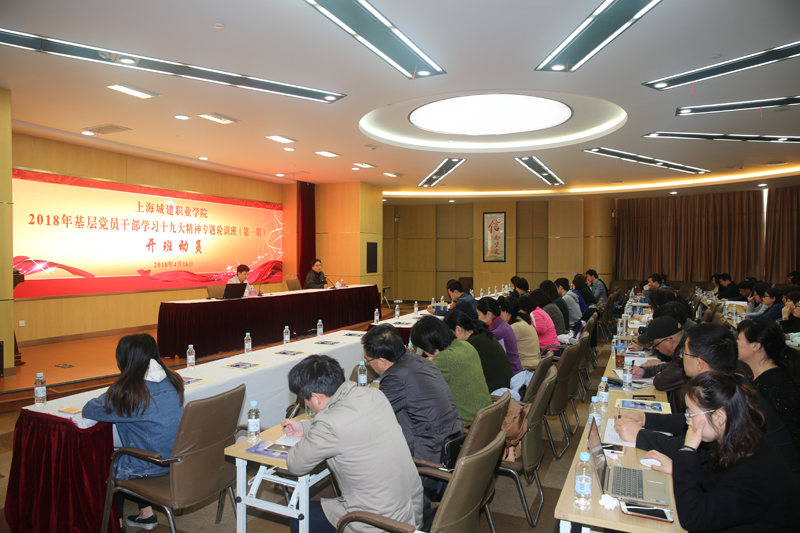 上海城建职业学院
2018年基层党员干部学习十九大精神专题轮训班（第一期）
开班动员
2018年4月16日
信